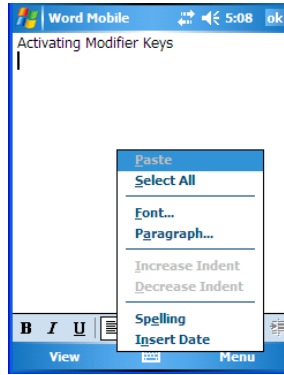 Word Mobile 5:08 ok
Activating Modifier Keys
Paste
Select All
Font...
Paragraph...
Increase Indent
Decrease Indent
Spelling
Insert Date
B I U
View Menu